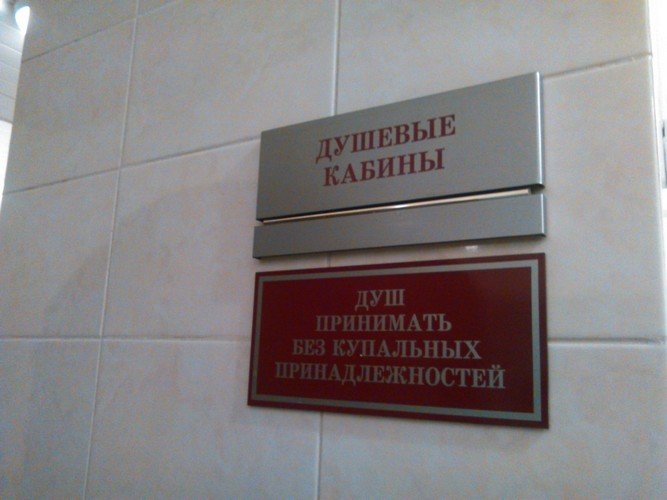 ДУШЕВЫЕ
КАБИНЫ
ДУШ
ПРИНИМАТЬ
БЕЗ КУПАЛЬНЫХ
ПРИНАДЛЕЖНОСТЕЙ